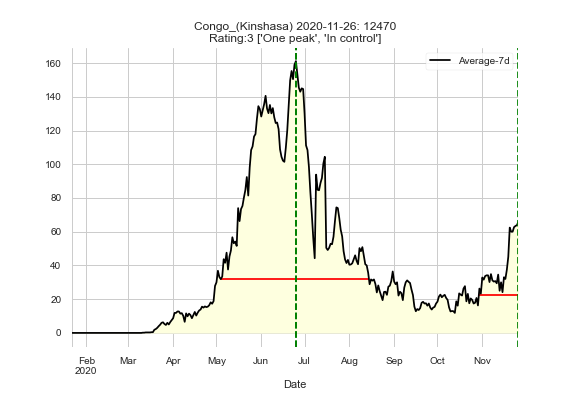 Congo_(Kinshasa) 2020-11-26: 12470
Rating:3 ['One peak', 'In control']
Average-7d
160
140
120
100
80
60
40
20
0
Feb Mar Apr May Jun Jul Aug Sep Oct Nov
2020
Date